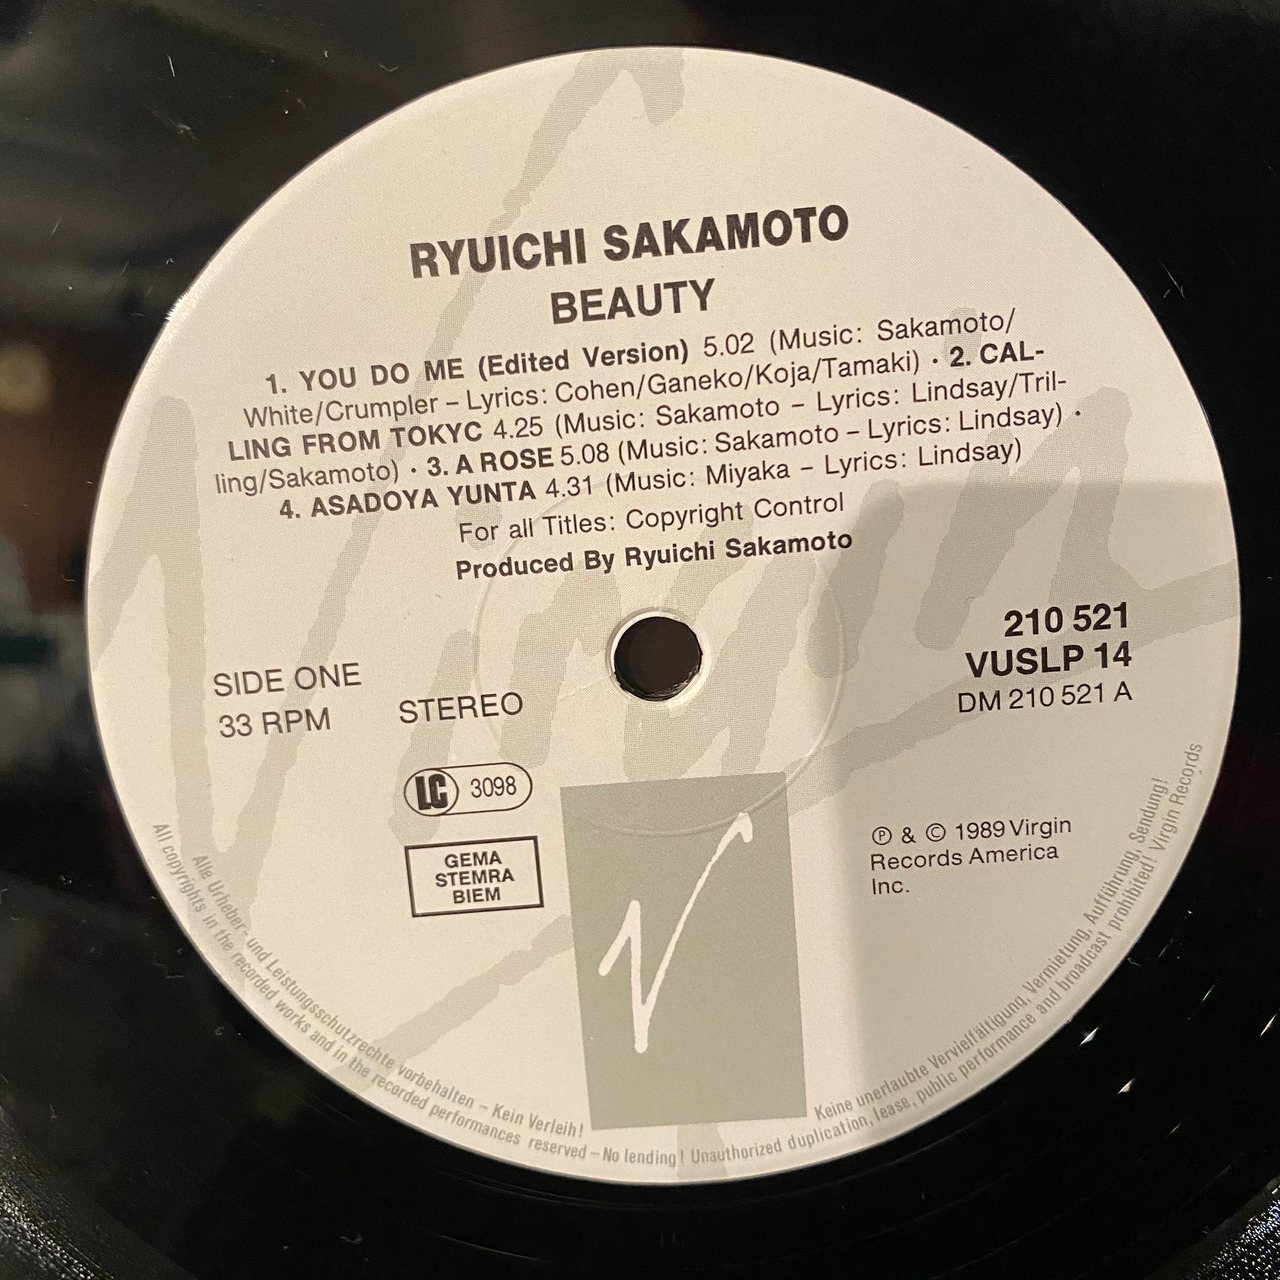 RYUICHI SAKAMOTO
BEAUTY
1. YOU DO ME (Edited Version) 5.02 (Music: Sakamoto/
White/Crumpler – Lyrics: Cohen/Ganeko/Koja/Tamaki) · 2. CAL-
LING FROM TOKYC 4.25 (Music: Sakamoto – Lyrics: Lindsay/Tril-
ling/Sakamoto) · 3. A ROSE 5.08 (Music: Sakamoto – Lyrics: Lindsay) ·
4. ASADOYA YUNTA 4.31 (Music: Miyaka – Lyrics: Lindsay)
For all Titles: Copyright Control
Produced By Ryuichi Sakamoto
210 521
VUSLP 14
DM 210 521 A
SIDE ONE
33 RPM
STEREO
LC 3098
GEMA
STEMRA
BIEM
℗ & © 1989 Virgin
Records America
Inc.
Virgin
V
Alle Urheber- und Leistungsschutzrechte vorbehalten – Kein Verleih!
Keine unerlaubte Vervielfältigung, Vermietung, Aufführung, Sendung!
All copyrights in the recorded works and in the recorded performances reserved – No lending! Unauthorized duplication, lease, public performance and broadcast prohibited! Virgin Records